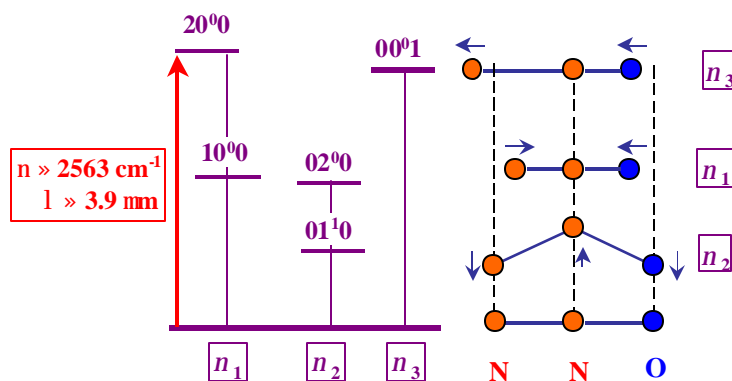 20⁰0
00⁰1
n₃
n » 2563 cm⁻¹
l » 3.9 mm
10⁰0
02⁰0
n₁
01¹0
n₂
n₁
n₂
n₃
N
N
O